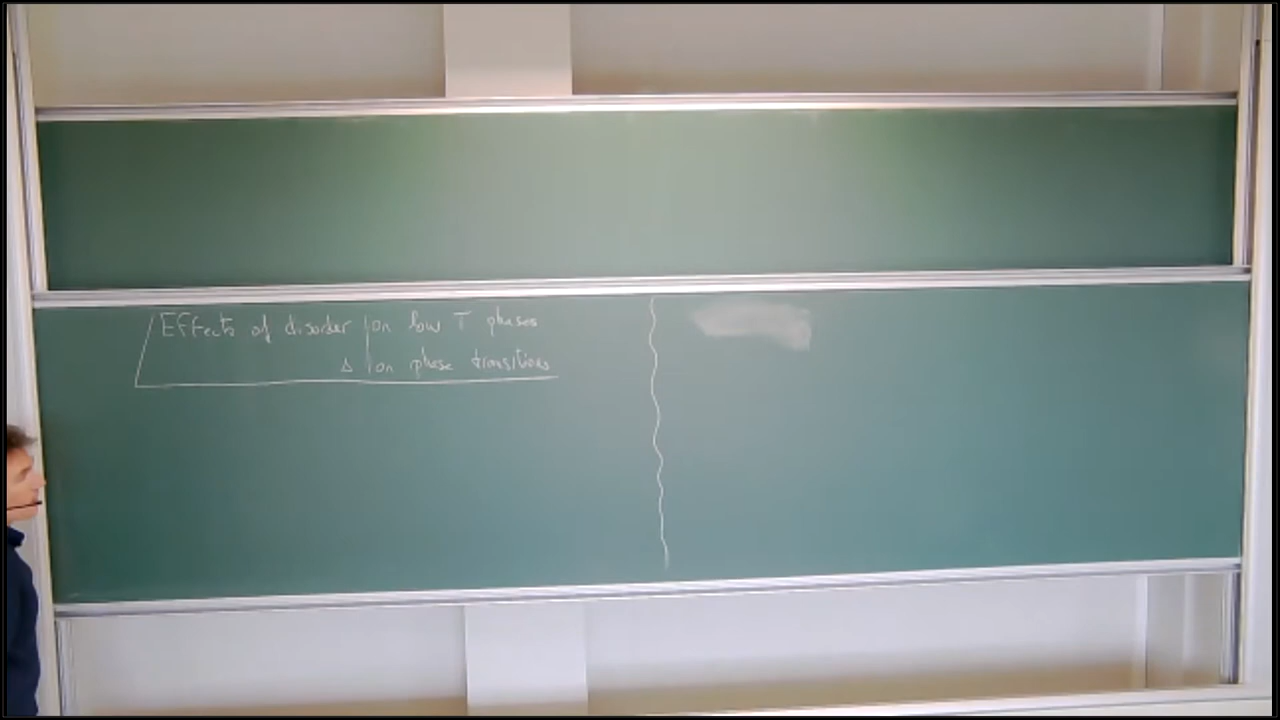 Effects of disorder on low T phases
Δ on phase transitions